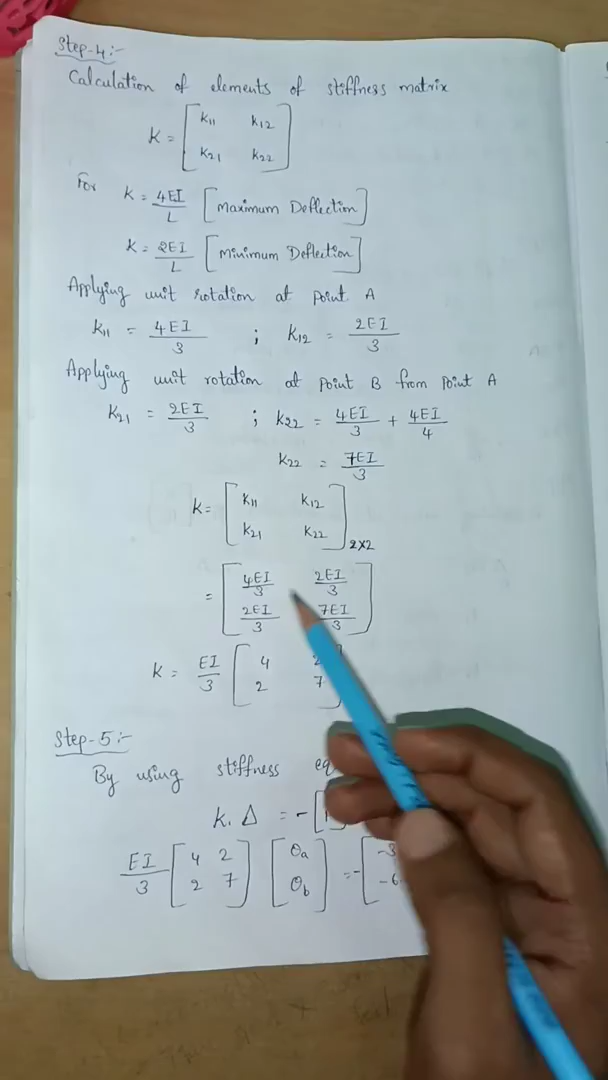 Step-4:-
Calculation of elements of stiffness matrix
K = [ k11 k12
k21 k22 ]
For K = 4EI/L [Maximum Deflection]
K = 2EI/L [Minimum Deflection]
Applying unit rotation at point A
K11 = 4EI/3 ; K12 = 2EI/3
Applying unit rotation at point B from point A
K21 = 2EI/3 ; K22 = 4EI/3 + 4EI/4
K22 = 7EI/3
K = [ K11 K12
K21 K22 ] 2x2
= [ 4EI/3 2EI/3
2EI/3 7EI/3 ]
K = EI/3 [ 4 2
2 7
Step-5:-
By using stiffness
K. Δ = - [
EI/3 [ 4 2
2 7 ] [ θa
θb ] = - [ -3
-6